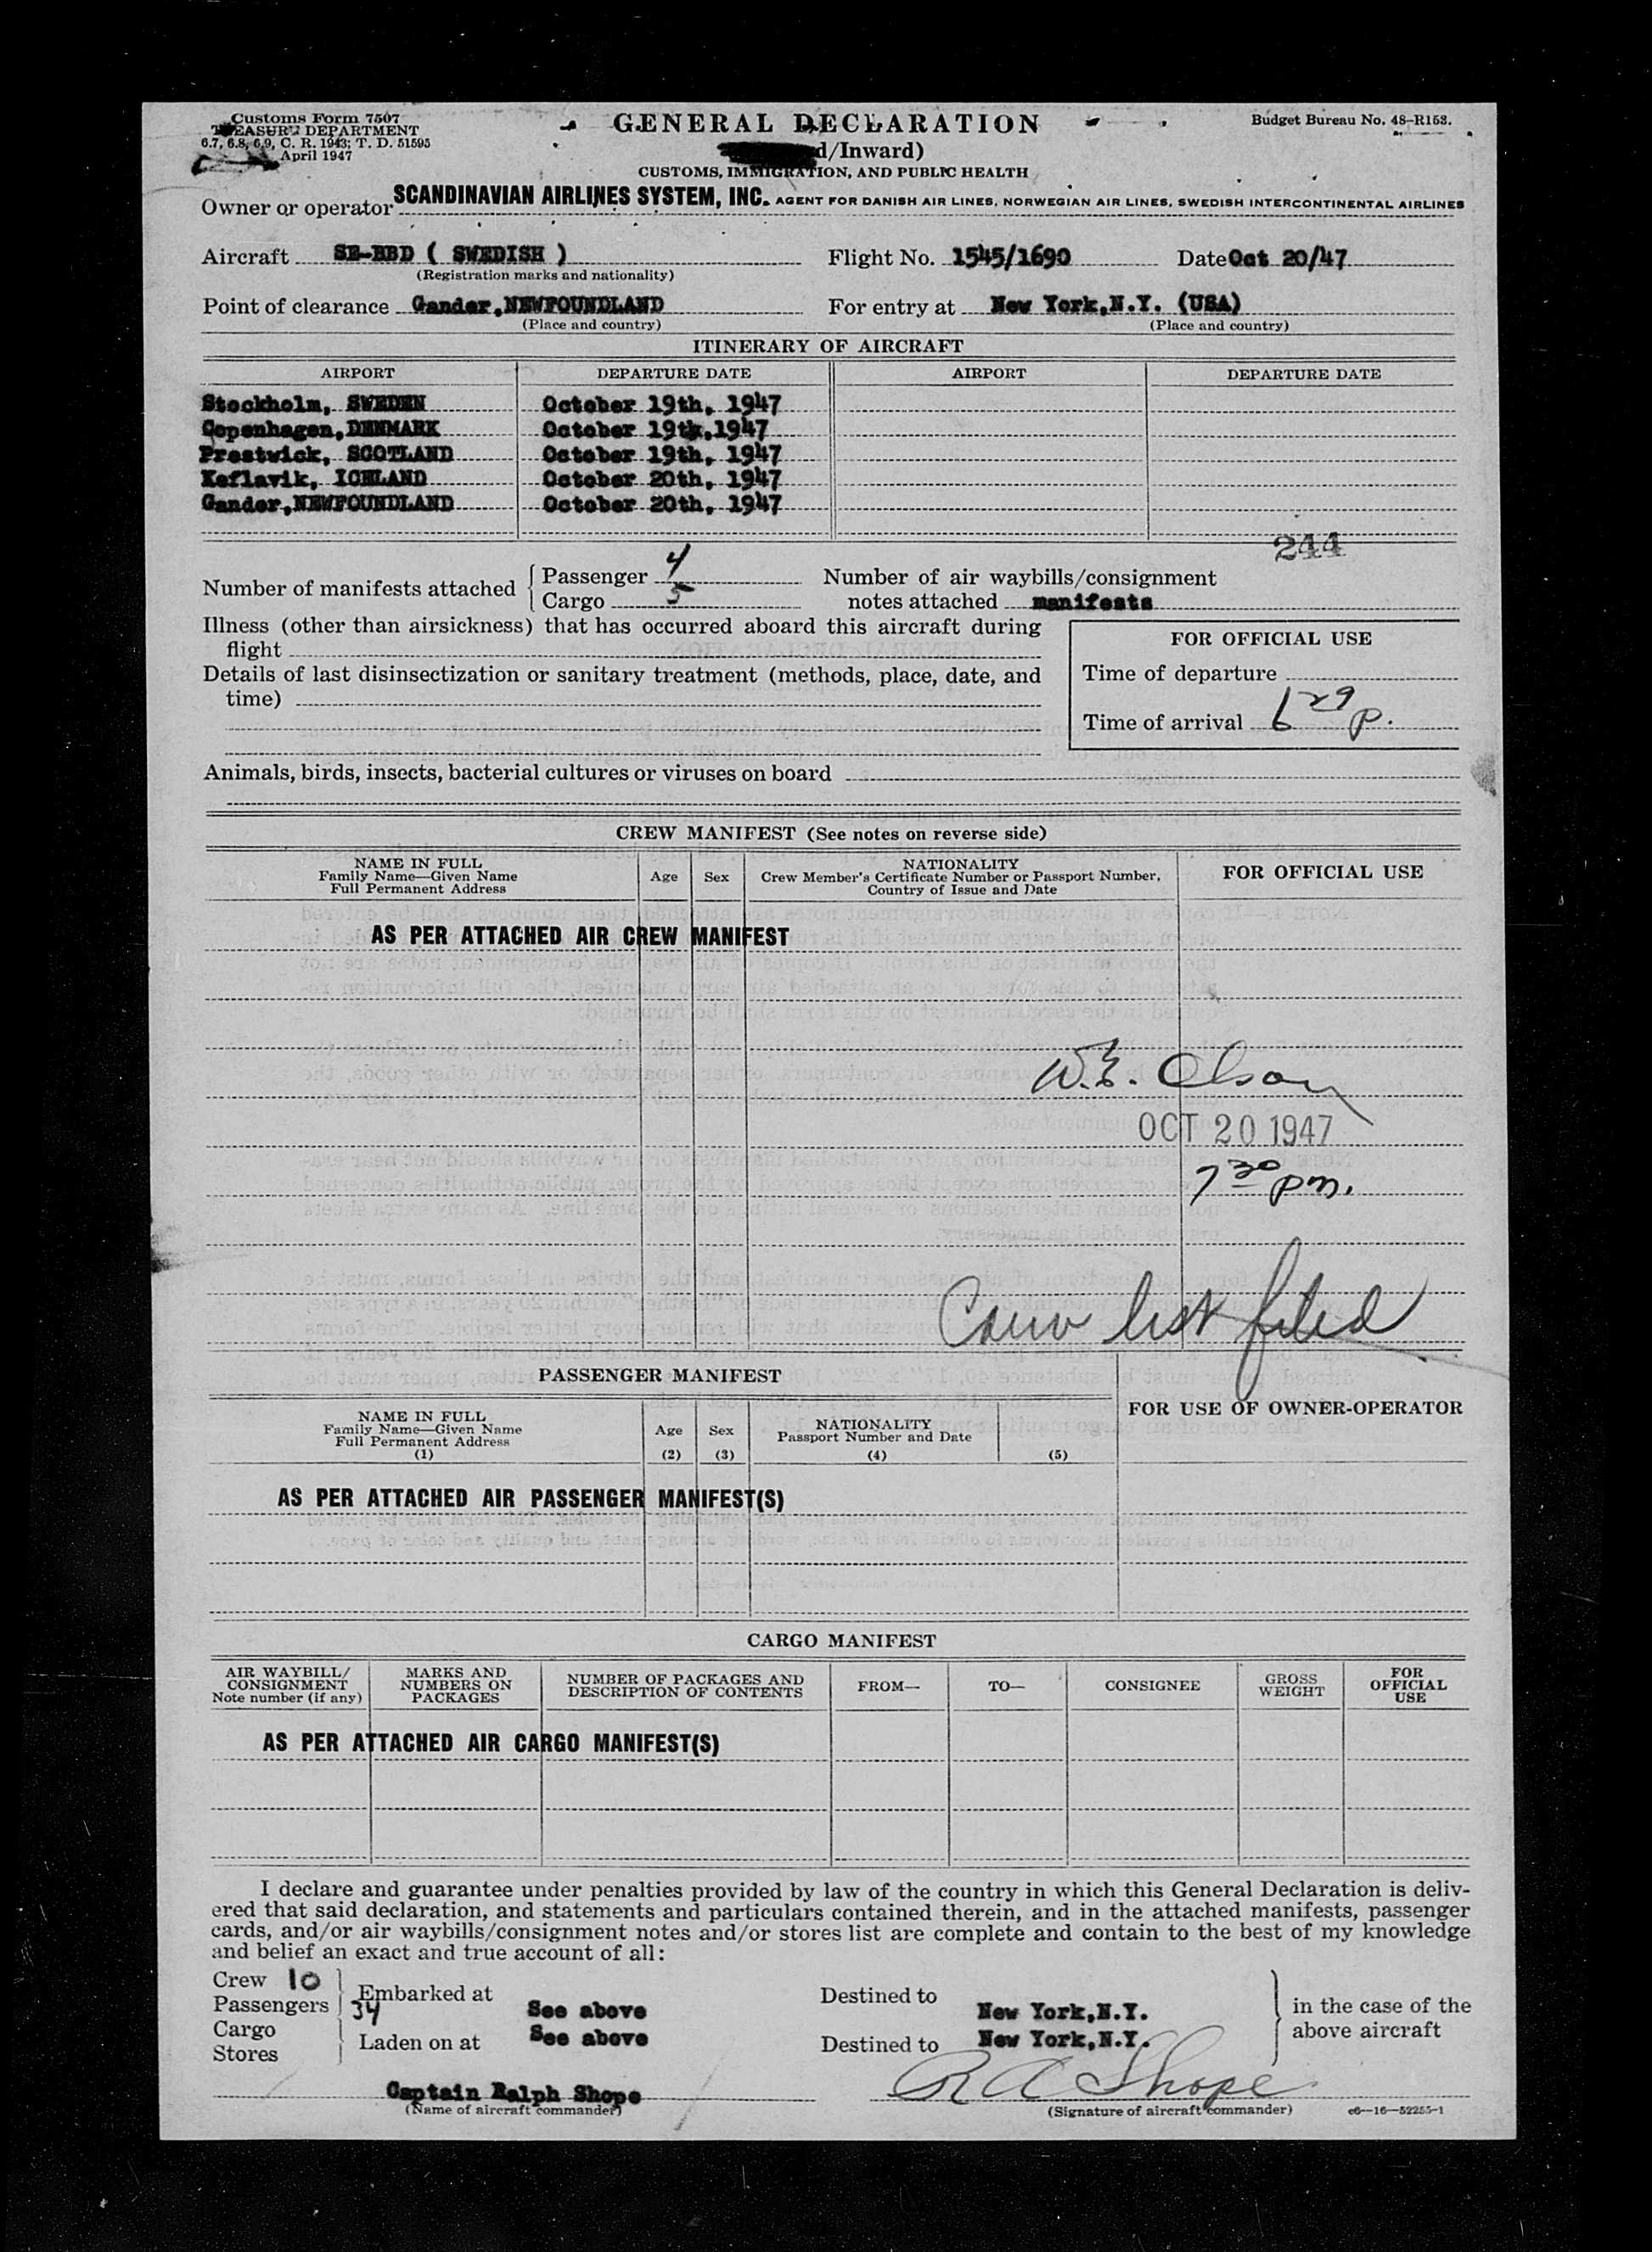 Customs Form 7507
TREASURY DEPARTMENT
6.7, 6.8, 6.9, C. R. 1943; T. D. 51595
April 1947
GENERAL DECLARATION
d/Inward)
CUSTOMS, IMMIGRATION, AND PUBLIC HEALTH
Budget Bureau No. 48-R158.
Owner or operator SCANDINAVIAN AIRLINES SYSTEM, INC. AGENT FOR DANISH AIR LINES, NORWEGIAN AIR LINES, SWEDISH INTERCONTINENTAL AIRLINES
Aircraft SE-BBD ( SWEDISH ) Flight No. 1545/1690 Date Oct 20/47
(Registration marks and nationality)
Point of clearance Gander,NEWFOUNDLAND For entry at New York,N.Y. (USA)
(Place and country) (Place and country)
ITINERARY OF AIRCRAFT
AIRPORT DEPARTURE DATE AIRPORT DEPARTURE DATE
Stockholm, SWEDEN October 19th, 1947
Copenhagen,DENMARK October 19th,1947
Prestwick, SCOTLAND October 19th, 1947
Keflavik, ICELAND October 20th, 1947
Gander,NEWFOUNDLAND October 20th, 1947
244
Number of manifests attached { Passenger 4
Cargo 5
Number of air waybills/consignment
notes attached manifests
Illness (other than airsickness) that has occurred aboard this aircraft during
flight
Details of last disinsectization or sanitary treatment (methods, place, date, and
time)
FOR OFFICIAL USE
Time of departure
Time of arrival 6 29 p.
Animals, birds, insects, bacterial cultures or viruses on board
CREW MANIFEST (See notes on reverse side)
NAME IN FULL
Family Name—Given Name
Full Permanent Address
Age
Sex
NATIONALITY
Crew Member's Certificate Number or Passport Number,
Country of Issue and Date
FOR OFFICIAL USE
AS PER ATTACHED AIR CREW MANIFEST
W.E. Olson
OCT 20 1947
7 30 pm.
Crew list filed
PASSENGER MANIFEST
FOR USE OF OWNER-OPERATOR
NAME IN FULL
Family Name—Given Name
Full Permanent Address
(1)
Age
(2)
Sex
(3)
NATIONALITY
Passport Number and Date
(4)
(5)
AS PER ATTACHED AIR PASSENGER MANIFEST(S)
CARGO MANIFEST
AIR WAYBILL/
CONSIGNMENT
Note number (if any)
MARKS AND
NUMBERS ON
PACKAGES
NUMBER OF PACKAGES AND
DESCRIPTION OF CONTENTS
FROM—
TO—
CONSIGNEE
GROSS
WEIGHT
FOR
OFFICIAL
USE
AS PER ATTACHED AIR CARGO MANIFEST(S)
I declare and guarantee under penalties provided by law of the country in which this General Declaration is deliv-
ered that said declaration, and statements and particulars contained therein, and in the attached manifests, passenger
cards, and/or air waybills/consignment notes and/or stores list are complete and contain to the best of my knowledge
and belief an exact and true account of all:
Crew 10
Passengers 34
Embarked at See above
Destined to New York,N.Y.
Cargo
Stores
Laden on at See above
Destined to New York,N.Y.
in the case of the
above aircraft
Captain Ralph Shope
(Name of aircraft commander)
R A Shope
(Signature of aircraft commander)
c6—16—52255-1